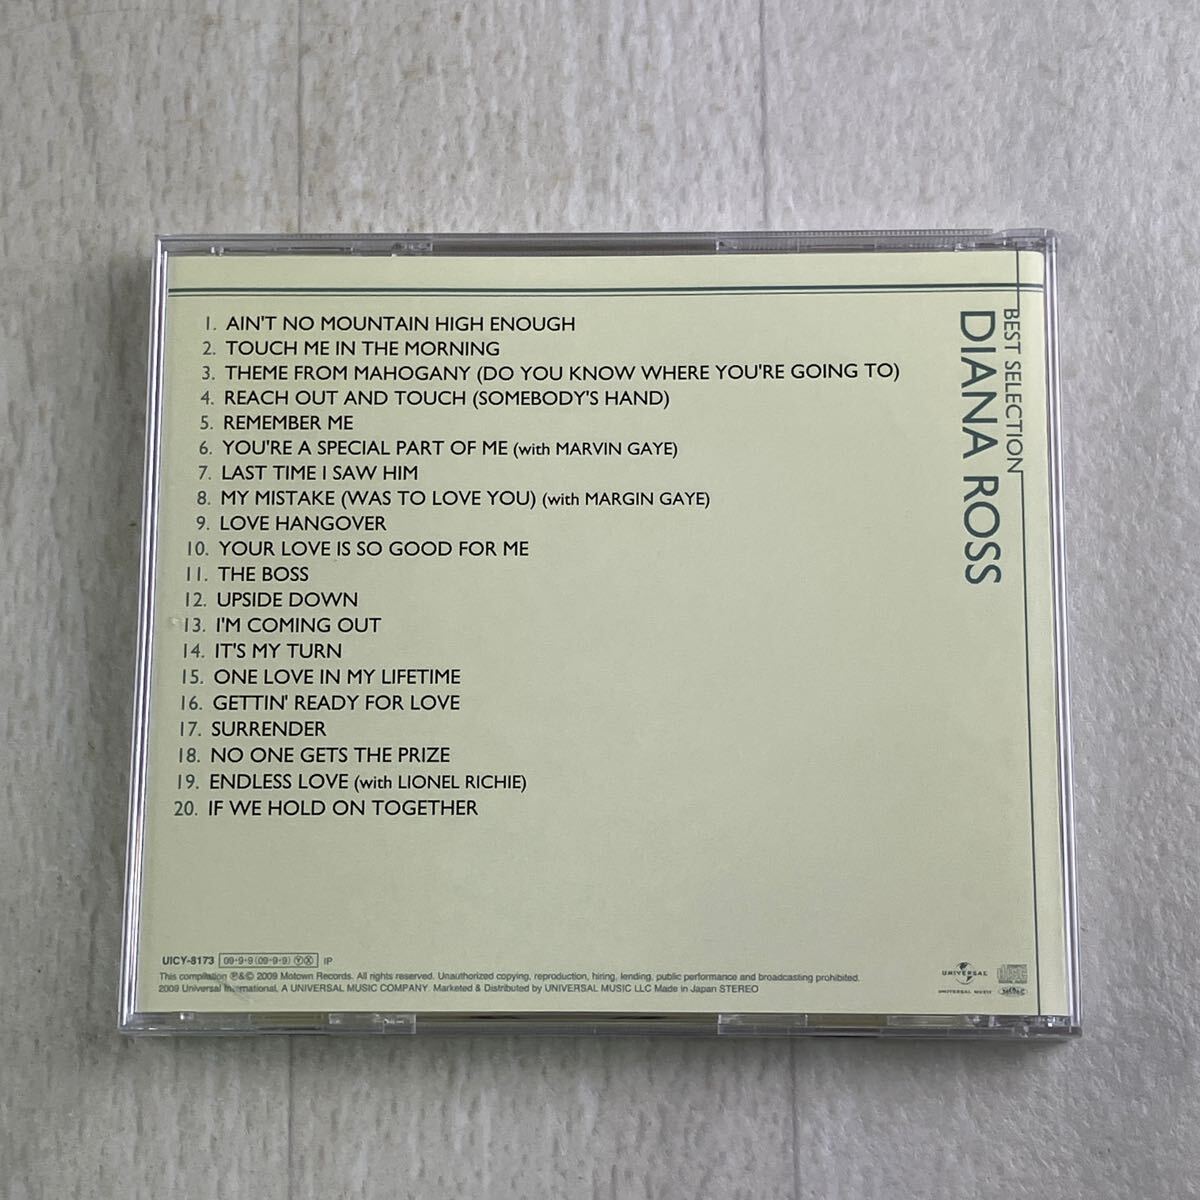 1. AIN'T NO MOUNTAIN HIGH ENOUGH
2. TOUCH ME IN THE MORNING
3. THEME FROM MAHOGANY (DO YOU KNOW WHERE YOU'RE GOING TO)
4. REACH OUT AND TOUCH (SOMEBODY'S HAND)
5. REMEMBER ME
6. YOU'RE A SPECIAL PART OF ME (with MARVIN GAYE)
7. LAST TIME I SAW HIM
8. MY MISTAKE (WAS TO LOVE YOU) (with MARGIN GAYE)
9. LOVE HANGOVER
10. YOUR LOVE IS SO GOOD FOR ME
11. THE BOSS
12. UPSIDE DOWN
13. I'M COMING OUT
14. IT'S MY TURN
15. ONE LOVE IN MY LIFETIME
16. GETTIN' READY FOR LOVE
17. SURRENDER
18. NO ONE GETS THE PRIZE
19. ENDLESS LOVE (with LIONEL RICHIE)
20. IF WE HOLD ON TOGETHER
BEST SELECTION
DIANA ROSS
UICY-8173 09・9・9 (09・9・9) Ⓨ Ⓧ IP
This compilation ℗&© 2009 Motown Records. All rights reserved. Unauthorized copying, reproduction, hiring, lending, public performance and broadcasting prohibited.
2009 Universal International, A UNIVERSAL MUSIC COMPANY. Marketed & Distributed by UNIVERSAL MUSIC LLC Made in Japan STEREO
UNIVERSAL
UNIVERSAL MUSIC